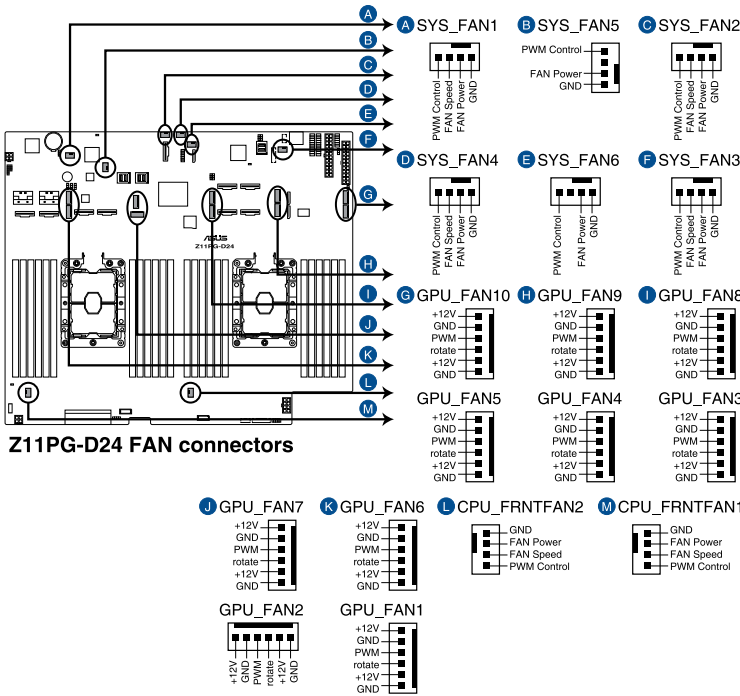 A
B
C
D
E
F
G
H
I
J
K
L
M
ASUS
Z11PG-D24
Z11PG-D24 FAN connectors
A SYS_FAN1
PWM Control
FAN Speed
FAN Power
GND
B SYS_FAN5
PWM Control
FAN Power
GND
C SYS_FAN2
PWM Control
FAN Speed
FAN Power
GND
D SYS_FAN4
PWM Control
FAN Speed
FAN Power
GND
E SYS_FAN6
PWM Control
FAN Power
GND
F SYS_FAN3
PWM Control
FAN Speed
FAN Power
GND
G GPU_FAN10
+12V
GND
PWM
rotate
+12V
GND
H GPU_FAN9
+12V
GND
PWM
rotate
+12V
GND
I GPU_FAN8
+12V
GND
PWM
rotate
+12V
GND
GPU_FAN5
+12V
GND
PWM
rotate
+12V
GND
GPU_FAN4
+12V
GND
PWM
rotate
+12V
GND
GPU_FAN3
+12V
GND
PWM
rotate
+12V
GND
J GPU_FAN7
+12V
GND
PWM
rotate
+12V
GND
K GPU_FAN6
+12V
GND
PWM
rotate
+12V
GND
L CPU_FRNTFAN2
GND
FAN Power
FAN Speed
PWM Control
M CPU_FRNTFAN1
GND
FAN Power
FAN Speed
PWM Control
GPU_FAN2
+12V
GND
PWM
rotate
+12V
GND
GPU_FAN1
+12V
GND
PWM
rotate
+12V
GND